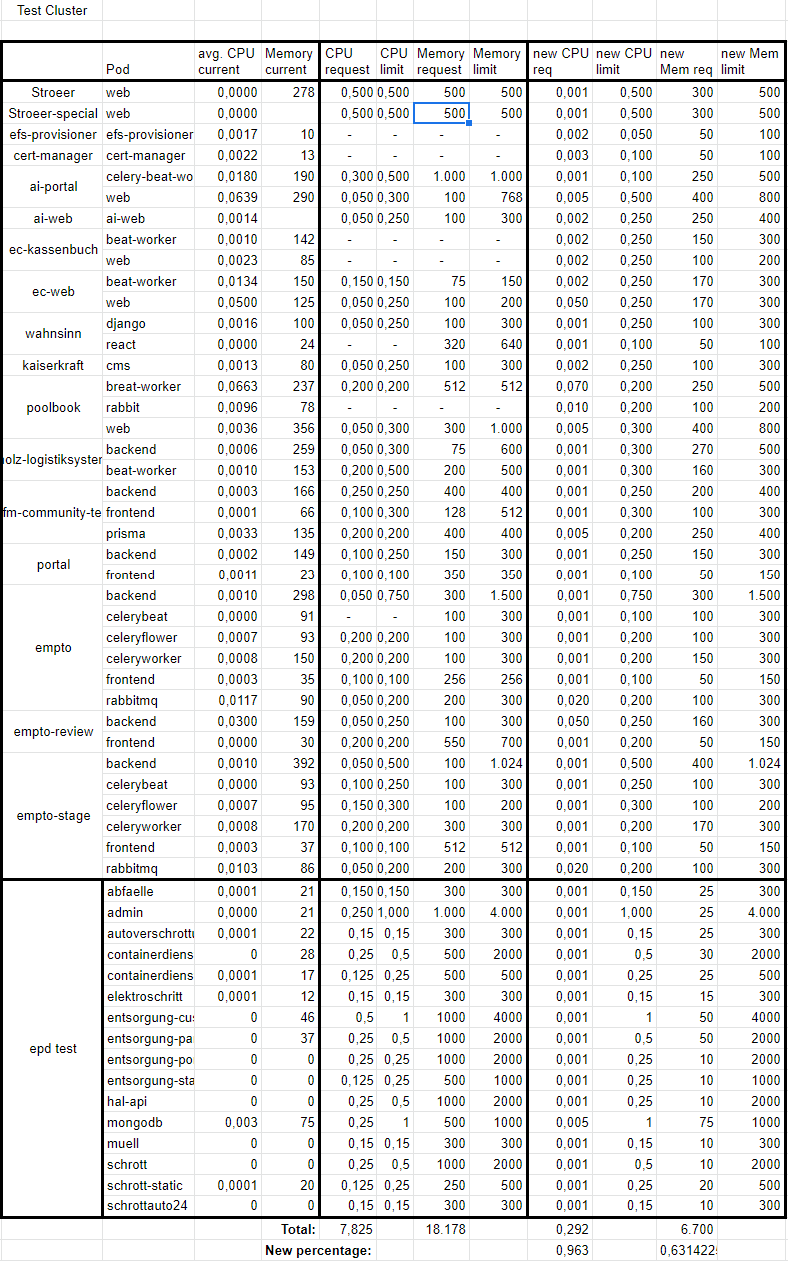 Test Cluster
avg. CPU Memory CPU CPU Memory Memory new CPU new CPU new new Mem
Pod current current request limit request limit req limit Mem req limit
Stroeer web 0,0000 278 0,500 0,500 500 500 0,001 0,500 300 500
Stroeer-special web 0,0000 0,500 0,500 500 500 0,001 0,500 300 500
efs-provisioner efs-provisioner 0,0017 10 - - - - 0,002 0,050 50 100
cert-manager cert-manager 0,0022 13 - - - - 0,003 0,100 50 100
ai-portal celery-beat-wo 0,0180 190 0,300 0,500 1.000 1.000 0,001 0,100 250 500
web 0,0639 290 0,050 0,300 100 768 0,005 0,500 400 800
ai-web ai-web 0,0014 0,050 0,250 100 300 0,002 0,250 250 400
ec-kassenbuch beat-worker 0,0010 142 - - - - 0,002 0,250 150 300
web 0,0023 85 - - - - 0,002 0,250 100 200
ec-web beat-worker 0,0134 150 0,150 0,150 75 150 0,002 0,250 170 300
web 0,0500 125 0,050 0,250 100 200 0,050 0,250 170 300
wahnsinn django 0,0016 100 0,050 0,250 100 300 0,001 0,250 100 300
react 0,0000 24 - - 320 640 0,001 0,100 50 100
kaiserkraft cms 0,0013 80 0,050 0,250 100 300 0,002 0,250 100 300
poolbook breat-worker 0,0663 237 0,200 0,200 512 512 0,070 0,200 250 500
rabbit 0,0096 78 - - - - 0,010 0,200 100 200
web 0,0036 356 0,050 0,300 300 1.000 0,005 0,300 400 800
olz-logistiksyster backend 0,0006 259 0,050 0,300 75 600 0,001 0,300 270 500
beat-worker 0,0010 153 0,200 0,500 200 500 0,001 0,300 160 300
fm-community-te backend 0,0003 166 0,250 0,250 400 400 0,001 0,250 200 400
frontend 0,0001 66 0,100 0,300 128 512 0,001 0,300 100 300
prisma 0,0033 135 0,200 0,200 400 400 0,005 0,200 250 400
portal backend 0,0002 149 0,100 0,250 150 300 0,001 0,250 150 300
frontend 0,0011 23 0,100 0,100 350 350 0,001 0,100 50 150
empto backend 0,0010 298 0,050 0,750 300 1.500 0,001 0,750 300 1.500
celerybeat 0,0000 91 - - 100 300 0,001 0,100 100 300
celeryflower 0,0007 93 0,200 0,200 100 300 0,001 0,200 100 300
celeryworker 0,0008 150 0,200 0,200 100 300 0,001 0,200 150 300
frontend 0,0003 35 0,100 0,100 256 256 0,001 0,100 50 150
rabbitmq 0,0117 90 0,050 0,200 200 300 0,020 0,200 100 300
empto-review backend 0,0300 159 0,050 0,250 100 300 0,050 0,250 160 300
frontend 0,0000 30 0,200 0,200 550 700 0,001 0,200 50 150
empto-stage backend 0,0010 392 0,050 0,500 100 1.024 0,001 0,500 400 1.024
celerybeat 0,0000 93 0,100 0,250 100 300 0,001 0,250 100 300
celeryflower 0,0007 95 0,150 0,300 100 200 0,001 0,300 100 200
celeryworker 0,0008 170 0,200 0,200 300 300 0,001 0,200 170 300
frontend 0,0003 37 0,100 0,100 512 512 0,001 0,100 50 150
rabbitmq 0,0103 86 0,050 0,200 200 300 0,020 0,200 100 300
epd test abfaelle 0,0001 21 0,150 0,150 300 300 0,001 0,150 25 300
admin 0,0000 21 0,250 1,000 1.000 4.000 0,001 1,000 25 4.000
autoverschrott 0,0001 22 0,15 0,15 300 300 0,001 0,15 25 300
containerdiens 0 28 0,25 0,5 500 2000 0,001 0,5 30 2000
containerdiens 0,0001 17 0,125 0,25 500 500 0,001 0,25 25 500
elektroschritt 0,0001 12 0,15 0,15 300 300 0,001 0,15 15 300
entsorgung-cu 0 46 0,5 1 1000 4000 0,001 1 50 4000
entsorgung-pa 0 37 0,25 0,5 1000 2000 0,001 0,5 50 2000
entsorgung-po 0 0 0,25 0,25 1000 2000 0,001 0,25 10 2000
entsorgung-sta 0 0 0,125 0,25 500 1000 0,001 0,25 10 1000
hal-api 0 0 0,25 0,5 1000 2000 0,001 0,25 10 2000
mongodb 0,003 75 0,25 1 500 1000 0,005 1 75 1000
muell 0 0 0,15 0,15 300 300 0,001 0,15 10 300
schrott 0 0 0,25 0,5 1000 2000 0,001 0,5 10 2000
schrott-static 0,0001 20 0,125 0,25 250 500 0,001 0,25 20 500
schrottauto24 0 0 0,15 0,15 300 300 0,001 0,15 10 300
Total: 7,825 18.178 0,292 6.700
New percentage: 0,963 0,631422